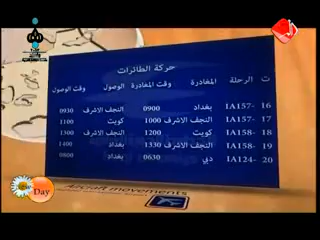 حركة الطائرات
ت الرحلة المغادرة وقت المغادرة الوصول وقت الوصول
16 -IA157 بغداد 0900 النجف الاشرف 0930
17 -IA157 النجف الاشرف 1000 كويت 1100
18 -IA158 كويت 1200 النجف الاشرف 1300
19 -IA158 النجف الاشرف 1330 بغداد 1400
20 -IA124 دبي 0630 بغداد 0800
Aircraft movements
Day